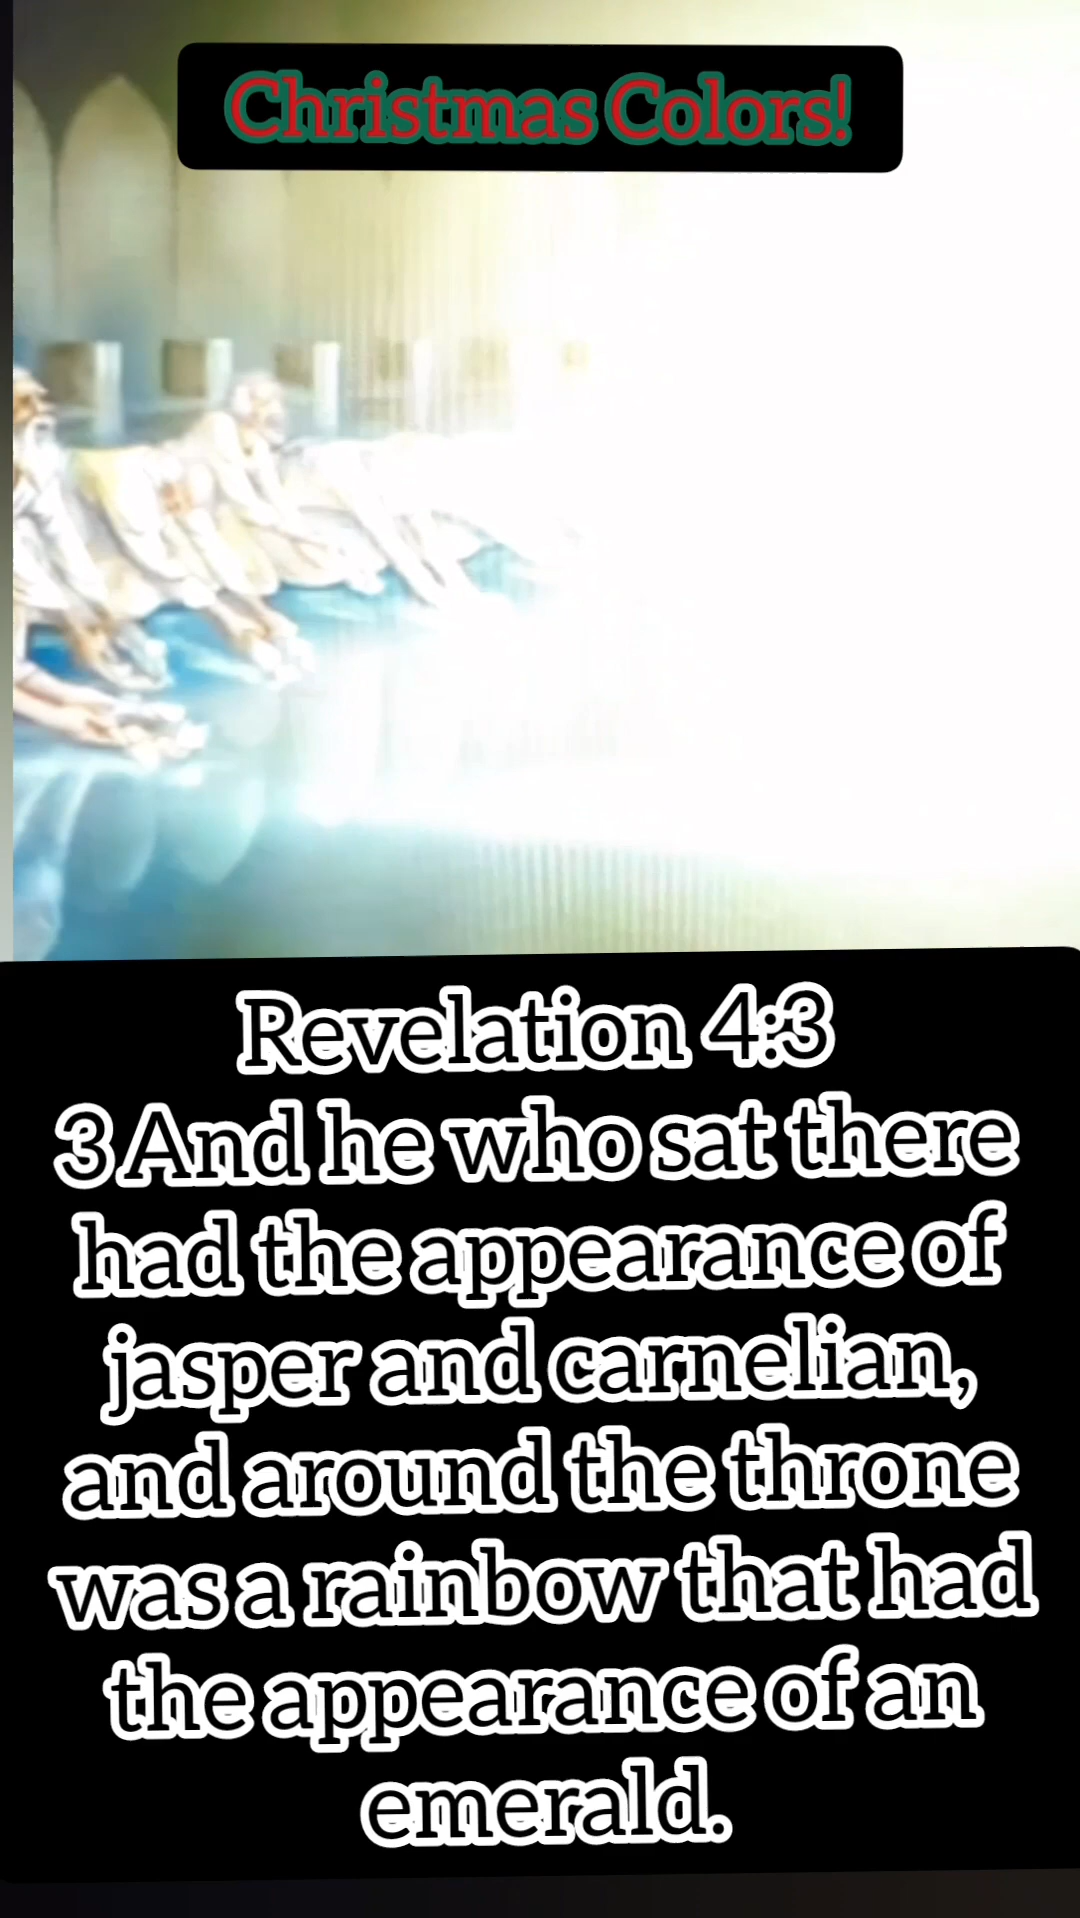 Christmas Colors!
Revelation 4:3
3 And he who sat there
had the appearance of
jasper and carnelian,
and around the throne
was a rainbow that had
the appearance of an
emerald.